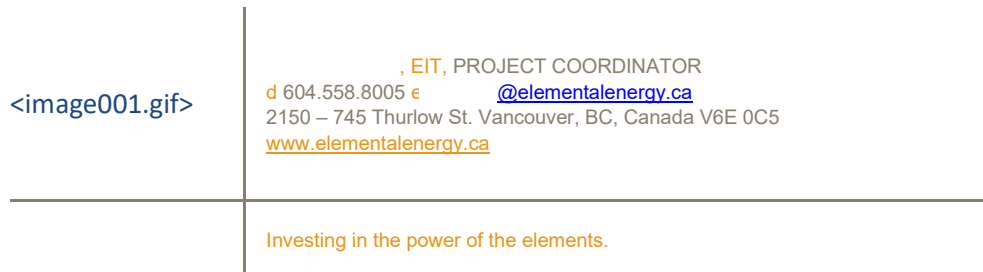 <image001.gif>
, EIT, PROJECT COORDINATOR
d 604.558.8005 e @elementalenergy.ca
2150 – 745 Thurlow St. Vancouver, BC, Canada V6E 0C5
www.elementalenergy.ca
Investing in the power of the elements.